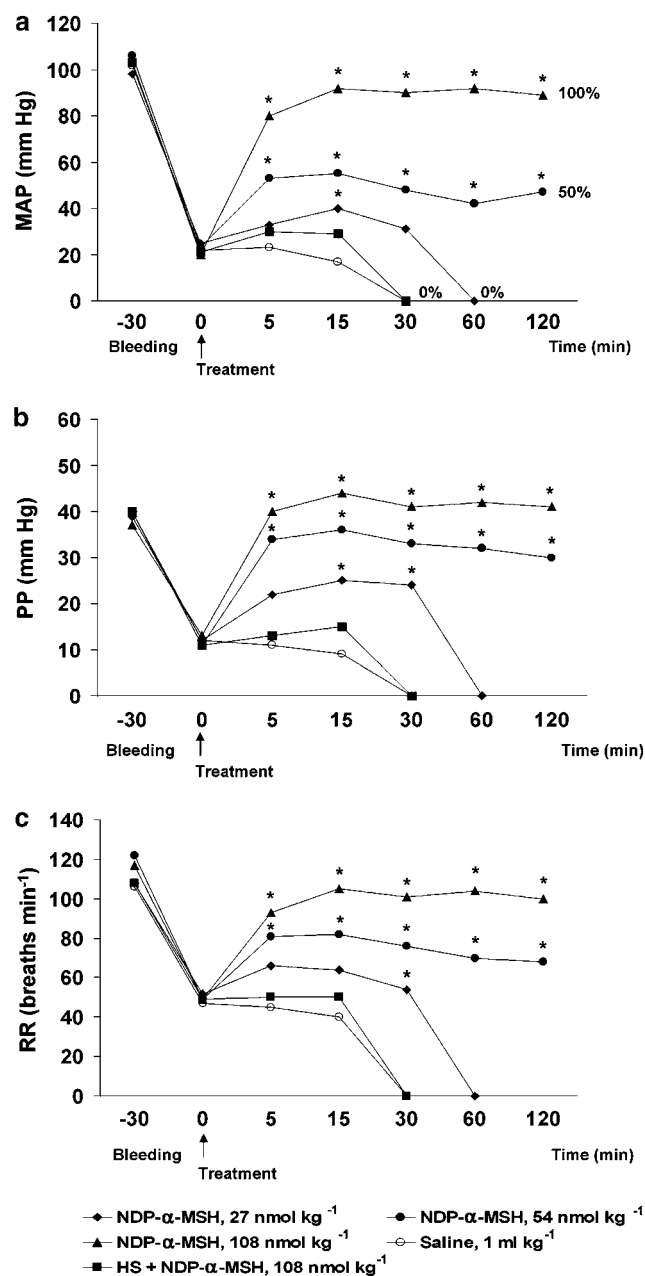 a
MAP (mm Hg)
120
100
80
60
40
20
0
* * * * *
100%
* * * * *
50%
*
0% 0%
-30 0 5 15 30 60 120
Bleeding
Treatment
Time (min)
b
PP (mm Hg)
60
50
40
30
20
10
0
* * * * *
* * * * *
* *
-30 0 5 15 30 60 120
Bleeding
Treatment
Time (min)
c
RR (breaths min-1)
140
120
100
80
60
40
20
0
* * * * *
* * * * *
*
-30 0 5 15 30 60 120
Bleeding
Treatment
Time (min)
NDP-α-MSH, 27 nmol kg -1
NDP-α-MSH, 54 nmol kg -1
NDP-α-MSH, 108 nmol kg -1
Saline, 1 ml kg -1
HS + NDP-α-MSH, 108 nmol kg -1